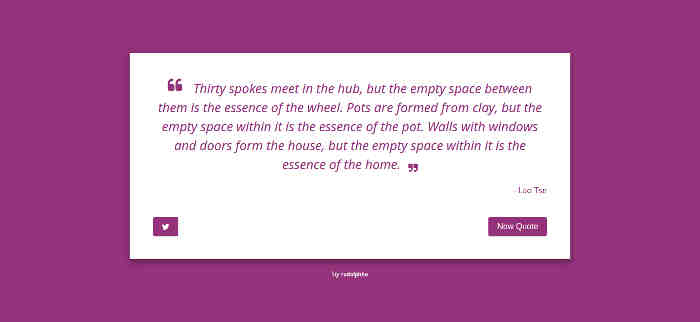 ❝ Thirty spokes meet in the hub, but the empty space between
them is the essence of the wheel. Pots are formed from clay, but the
empty space within it is the essence of the pot. Walls with windows
and doors form the house, but the empty space within it is the
essence of the home. ❞
- Lao Tse
New Quote
by